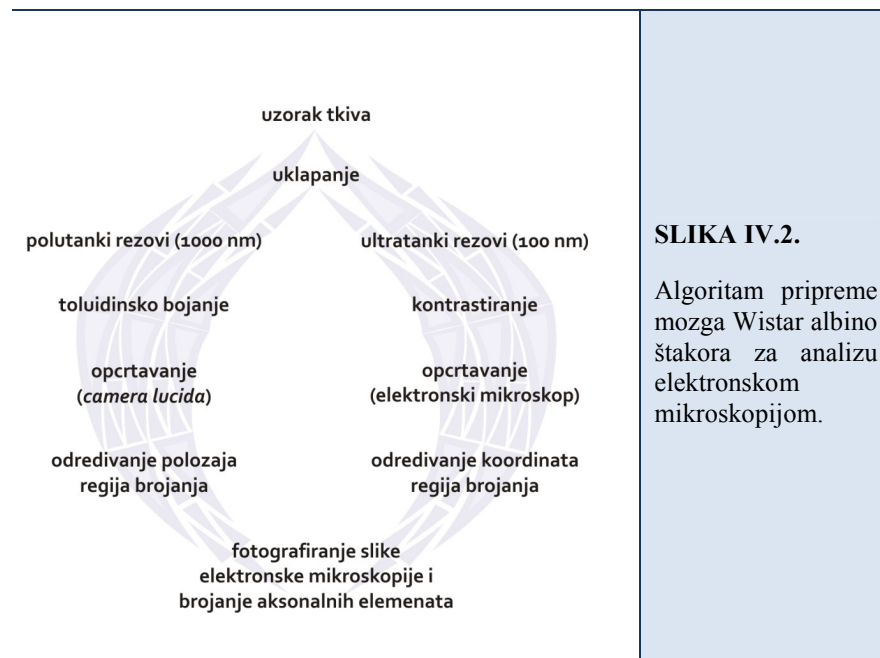 uzorak tkiva
uklapanje
polutanki rezovi (1000 nm)
ultratanki rezovi (100 nm)
toluidinsko bojanje
kontrastiranje
opcrtavanje
(camera lucida)
opcrtavanje
(elektronski mikroskop)
odredivanje polozaja
regija brojanja
odredivanje koordinata
regija brojanja
fotografiranje slike
elektronske mikroskopije i
brojanje aksonalnih elemenata
SLIKA IV.2.
Algoritam pripreme
mozga Wistar albino
štakora za analizu
elektronskom
mikroskopijom.